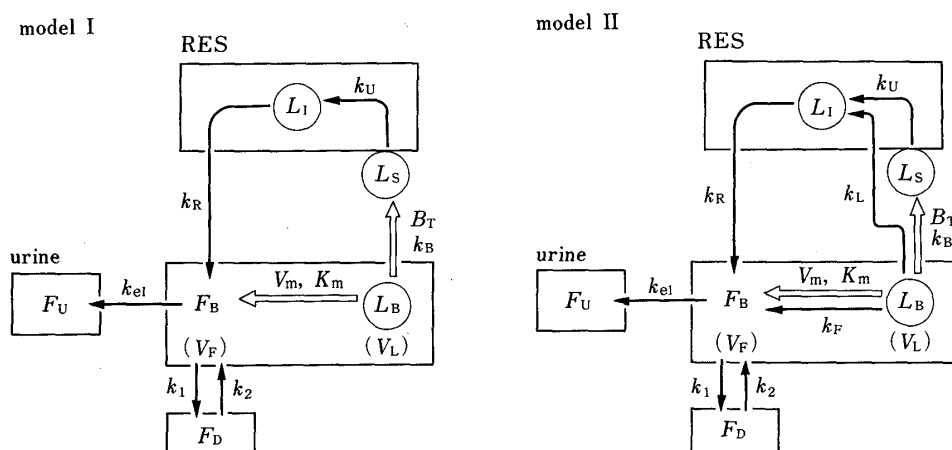 model I
RES
k_U
L_I
L_S
k_R
B_T
k_B
urine
k_el
V_m, K_m
F_U
F_B
L_B
(V_F)
(V_L)
k_1
k_2
F_D
model II
RES
k_U
L_I
L_S
k_R
k_L
B_T
k_B
urine
k_el
V_m, K_m
F_U
F_B
L_B
k_F
(V_F)
(V_L)
k_1
k_2
F_D